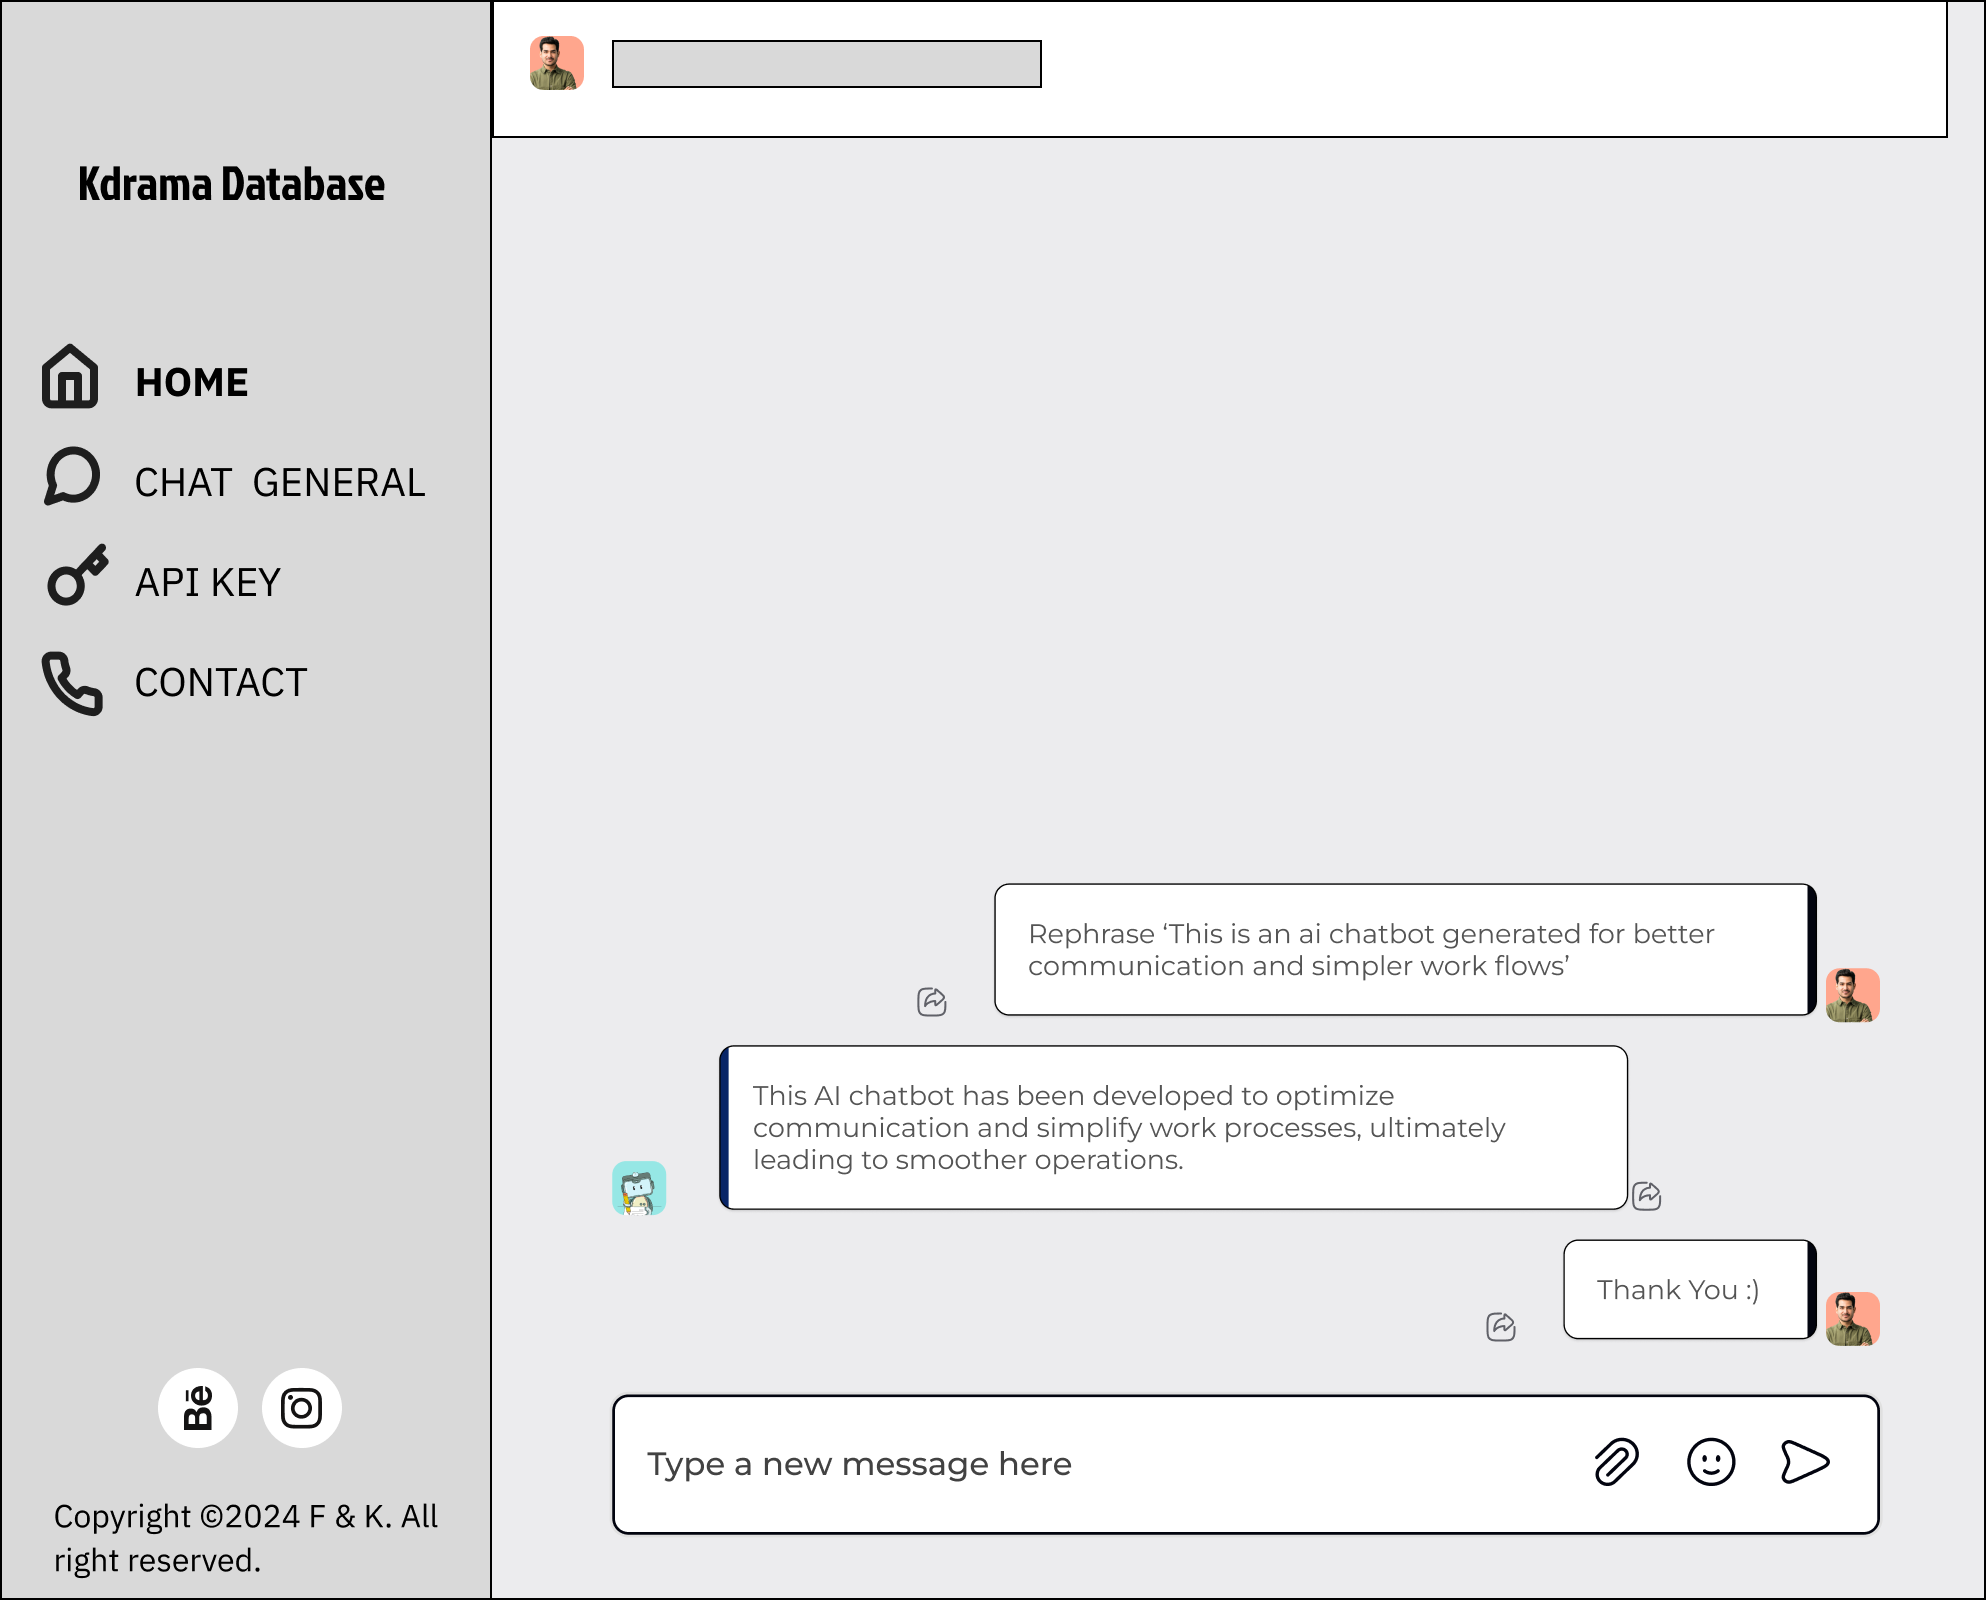 Kdrama Database
HOME
CHAT GENERAL
API KEY
CONTACT
Bē
Copyright ©2024 F & K. All
right reserved.
Rephrase ‘This is an ai chatbot generated for better
communication and simpler work flows’
This AI chatbot has been developed to optimize
communication and simplify work processes, ultimately
leading to smoother operations.
Thank You :)
Type a new message here